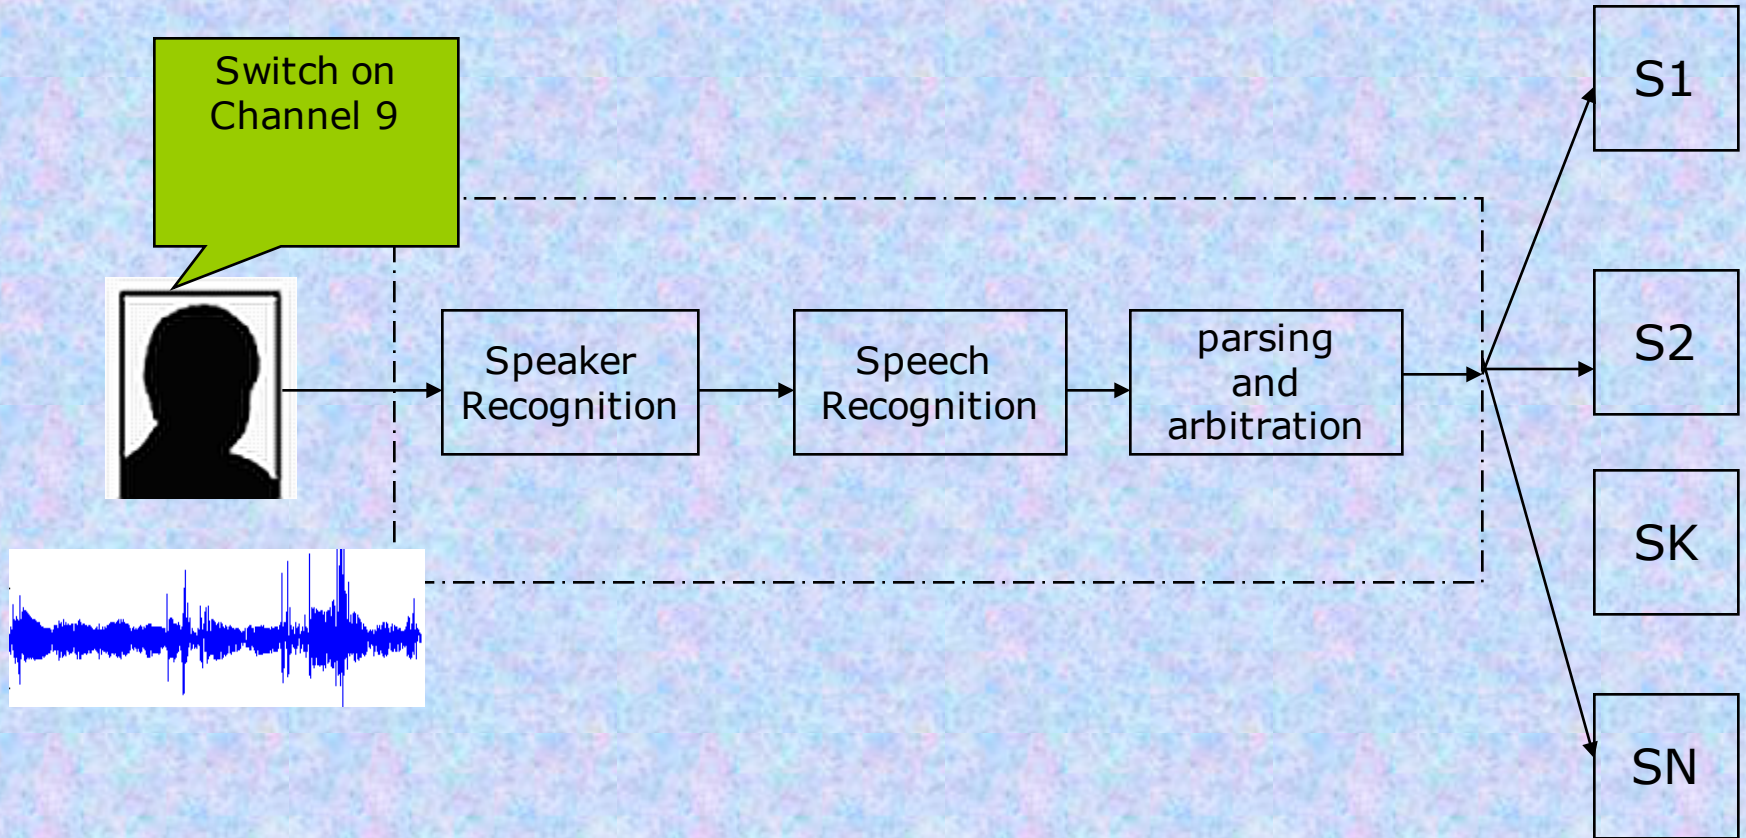 Switch on
Channel 9
Speaker
Recognition
Speech
Recognition
parsing
and
arbitration
S1
S2
SK
SN